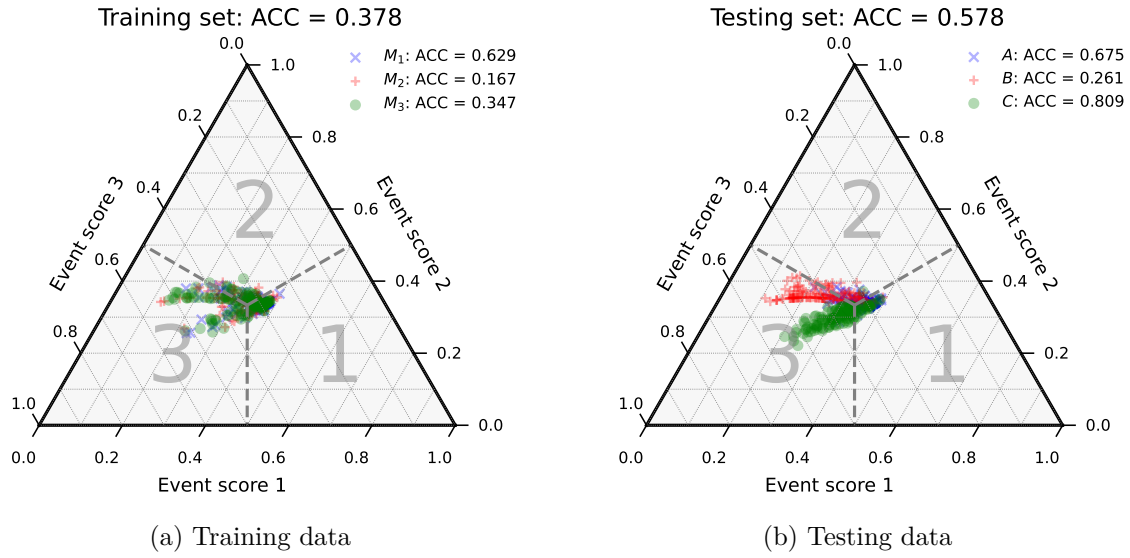 Training set: ACC = 0.378
M1: ACC = 0.629
M2: ACC = 0.167
M3: ACC = 0.347
0.0
0.2
0.4
0.6
0.8
1.0
Event score 3
1.0
0.8
0.6
0.4
0.2
0.0
Event score 2
2
3
1
0.0
0.2
0.4
0.6
0.8
1.0
Event score 1
(a) Training data
Testing set: ACC = 0.578
A: ACC = 0.675
B: ACC = 0.261
C: ACC = 0.809
0.0
0.2
0.4
0.6
0.8
1.0
Event score 3
1.0
0.8
0.6
0.4
0.2
0.0
Event score 2
2
3
1
0.0
0.2
0.4
0.6
0.8
1.0
Event score 1
(b) Testing data